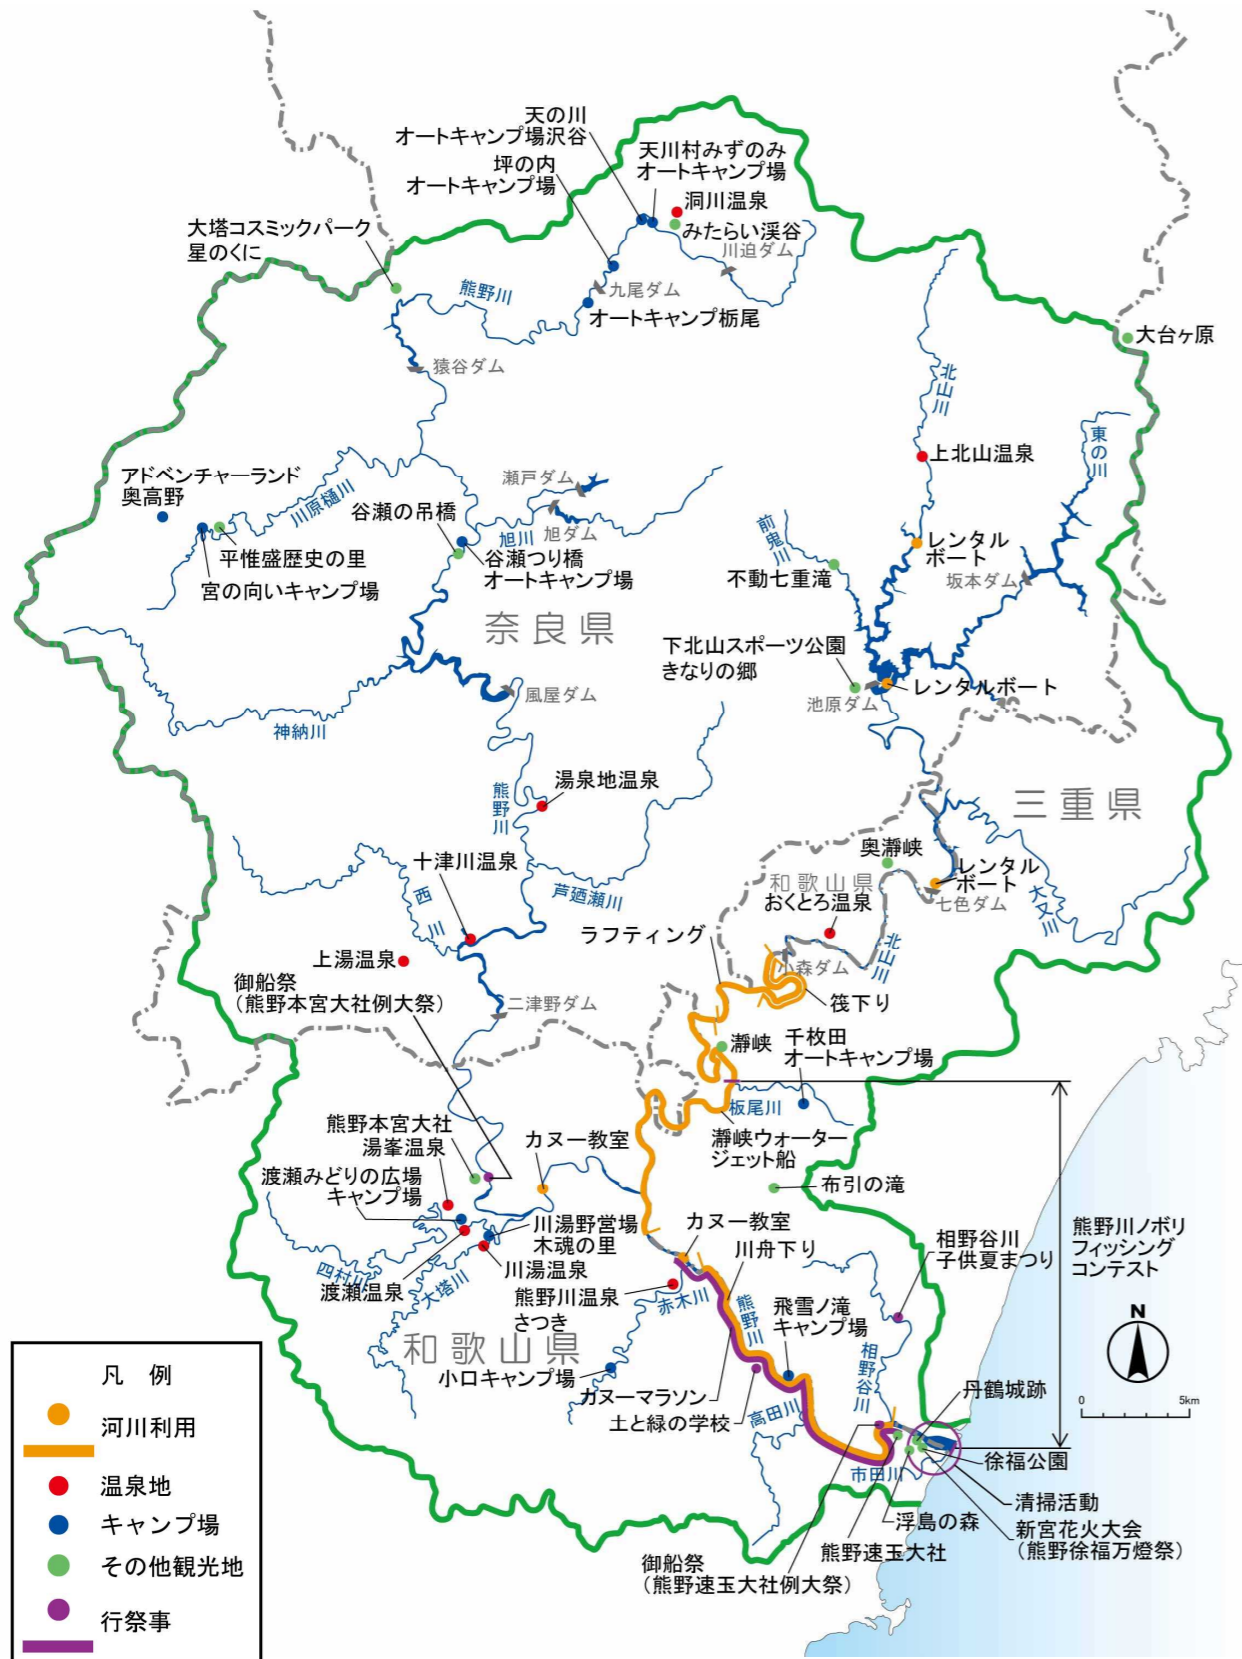 天の川
オートキャンプ場沢谷
天川村みずのみ
オートキャンプ場
坪の内
オートキャンプ場
洞川温泉
みたらい渓谷
川迫ダム
大塔コスミックパーク
星のくに
熊野川
九尾ダム
オートキャンプ栃尾
大台ヶ原
猿谷ダム
北山川
東の川
上北山温泉
アドベンチャーランド
奥高野
川原樋川
瀬戸ダム
谷瀬の吊橋
旭川
旭ダム
前鬼川
レンタル
ボート
平惟盛歴史の里
谷瀬つり橋
オートキャンプ場
宮の向いキャンプ場
不動七重滝
坂本ダム
奈良県
下北山スポーツ公園
きなりの郷
レンタルボート
風屋ダム
池原ダム
神納川
熊野川
湯泉地温泉
三重県
十津川温泉
奥瀞峡
レンタル
ボート
和歌山県
西川
芦廼瀬川
おくとろ温泉
七色ダム
大又川
ラフティング
北山川
上湯温泉
小森ダム
御船祭
(熊野本宮大社例大祭)
二津野ダム
筏下り
瀞峡
千枚田
オートキャンプ場
板尾川
熊野本宮大社
カヌー教室
瀞峡ウォーター
ジェット船
湯峯温泉
渡瀬みどりの広場
キャンプ場
布引の滝
川湯野営場
木魂の里
カヌー教室
相野谷川
子供夏まつり
熊野川ノボリ
フィッシング
コンテスト
四村川
川湯温泉
川舟下り
渡瀬温泉
大塔川
熊野川温泉
さつき
赤木川
熊野川
飛雪ノ滝
キャンプ場
N
和歌山県
相野谷川
小口キャンプ場
丹鶴城跡
カヌーマラソン
土と緑の学校
高田川
0 5km
徐福公園
市田川
清掃活動
浮島の森
新宮花火大会
(熊野徐福万燈祭)
熊野速玉大社
御船祭
(熊野速玉大社例大祭)
凡例
河川利用
温泉地
キャンプ場
その他観光地
行祭事